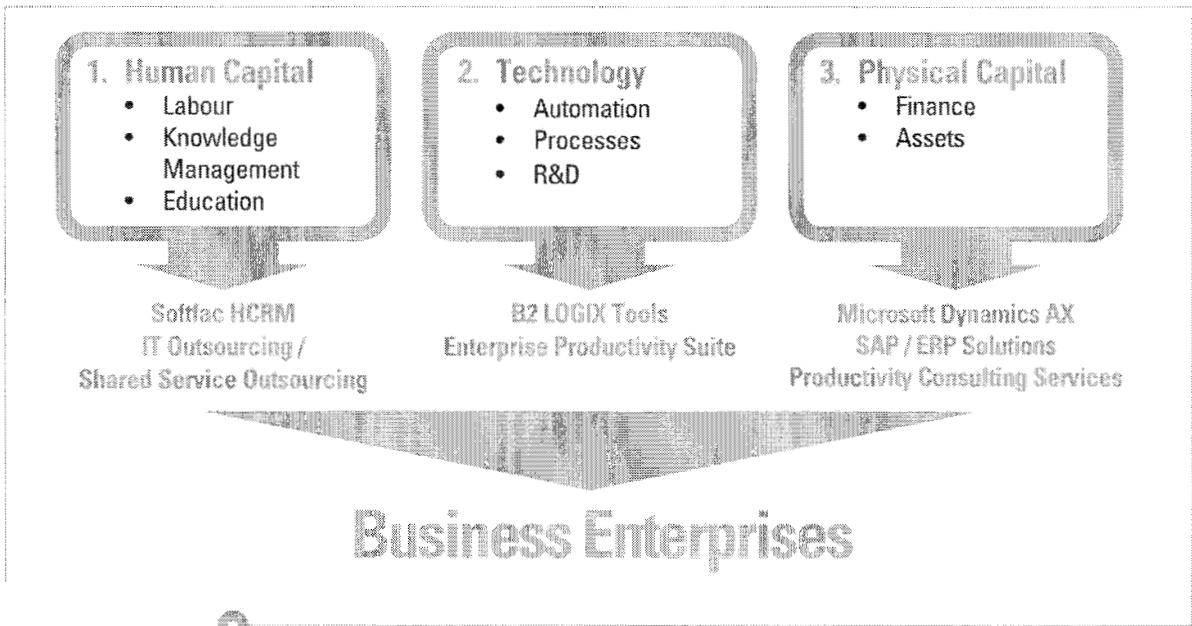 1. Human Capital
• Labour
• Knowledge
Management
• Education
2. Technology
• Automation
• Processes
• R&D
3. Physical Capital
• Finance
• Assets
Softfac HCRM
IT Outsourcing /
Shared Service Outsourcing
B2 LOGIX Tools
Enterprise Productivity Suite
Microsoft Dynamics AX
SAP / ERP Solutions
Productivity Consulting Services
Business Enterprises